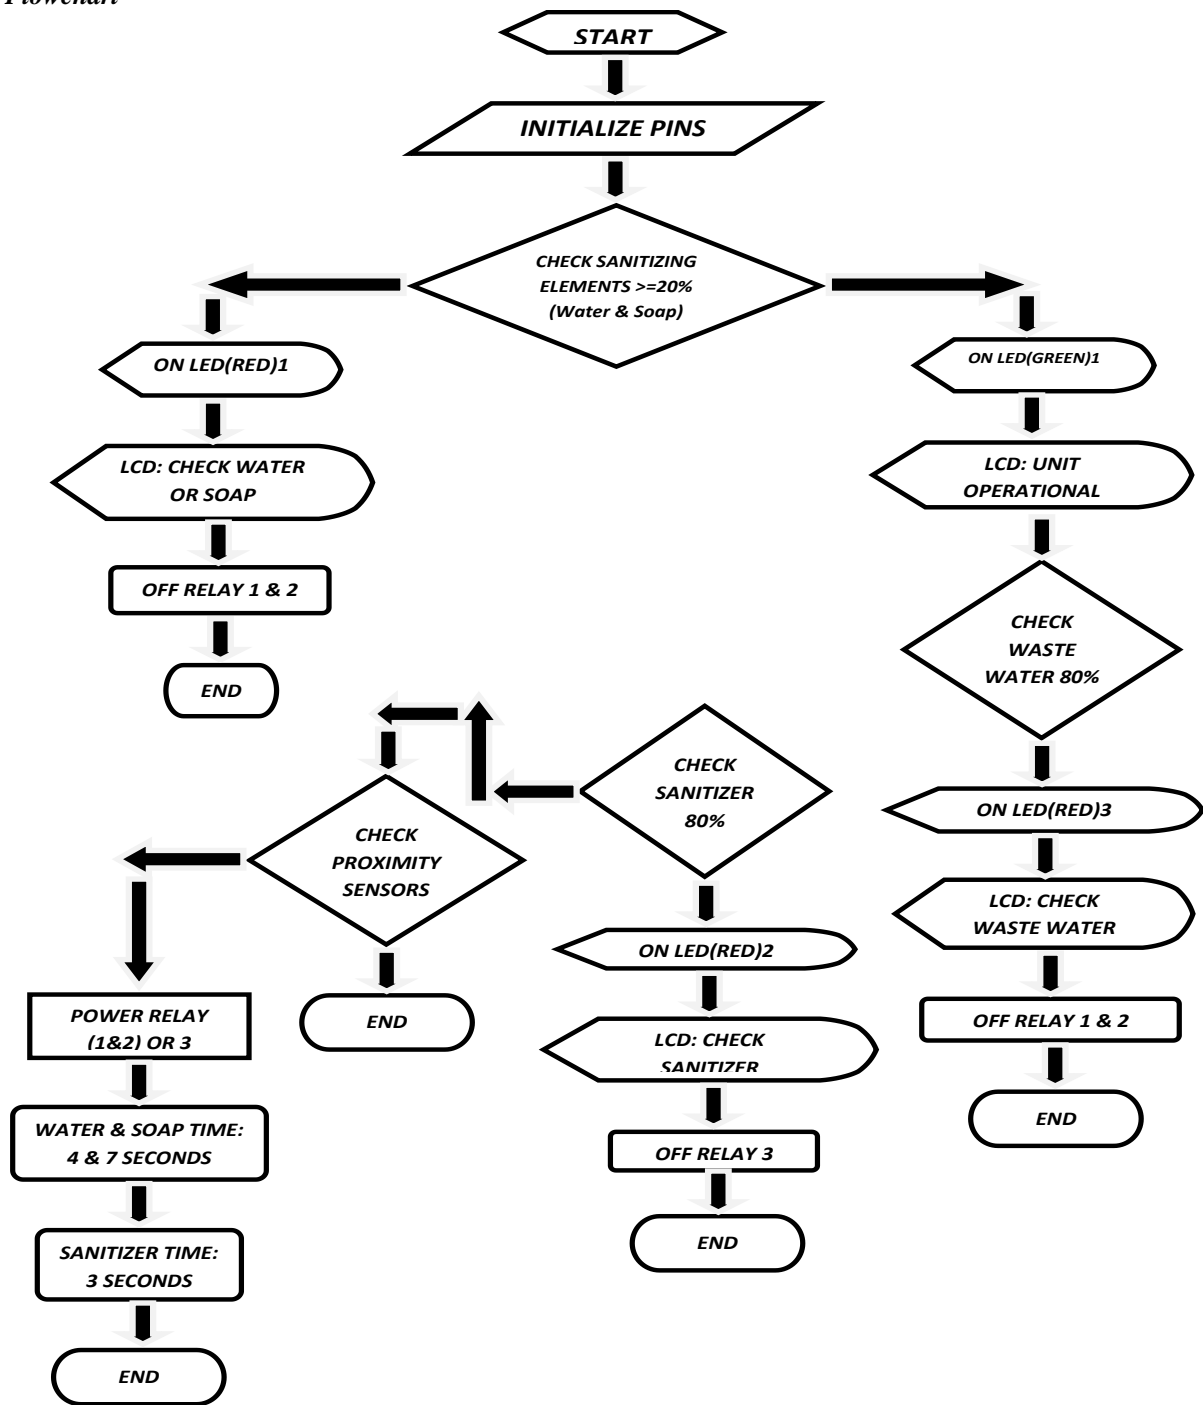 Flowchart
START
INITIALIZE PINS
CHECK SANITIZING
ELEMENTS >=20%
(Water & Soap)
ON LED(RED)1
LCD: CHECK WATER
OR SOAP
OFF RELAY 1 & 2
END
ON LED(GREEN)1
LCD: UNIT
OPERATIONAL
CHECK
WASTE
WATER 80%
ON LED(RED)3
LCD: CHECK
WASTE WATER
OFF RELAY 1 & 2
END
CHECK
SANITIZER
80%
ON LED(RED)2
LCD: CHECK
SANITIZER
OFF RELAY 3
END
CHECK
PROXIMITY
SENSORS
END
POWER RELAY
(1&2) OR 3
WATER & SOAP TIME:
4 & 7 SECONDS
SANITIZER TIME:
3 SECONDS
END